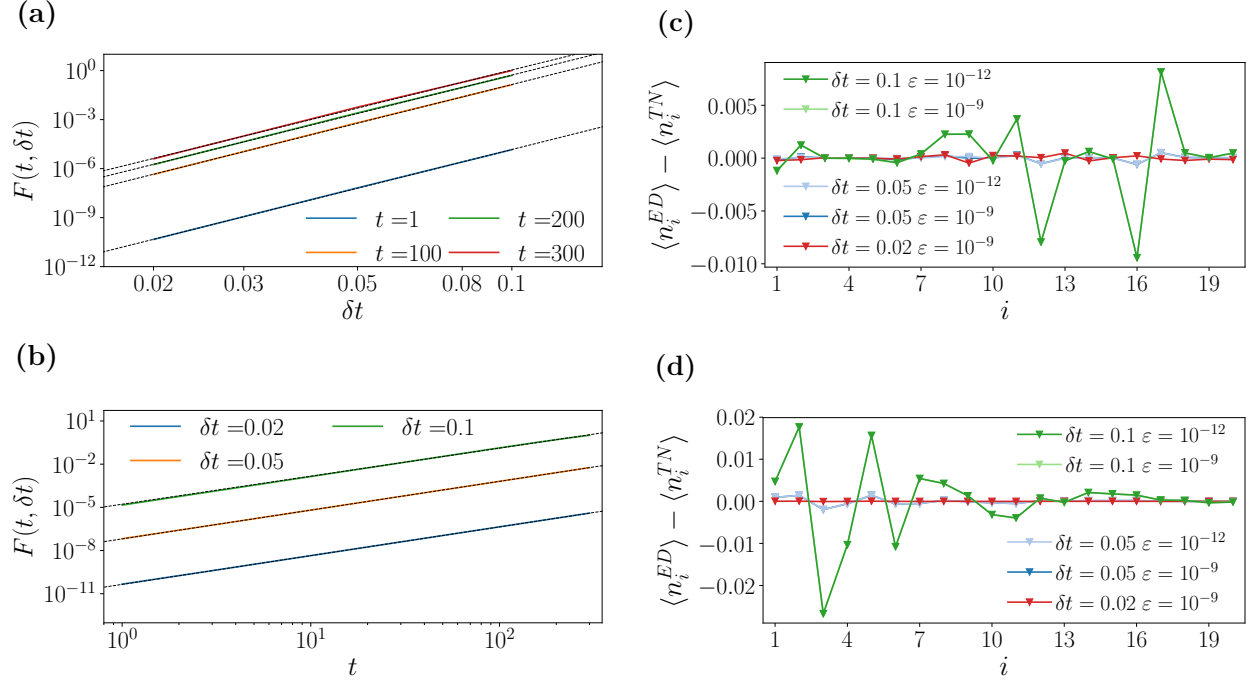 (a)
10^0
10^{-3}
10^{-6}
10^{-9}
10^{-12}
F(t, δt)
t =1
t =100
t =200
t =300
0.02 0.03 0.05 0.08 0.1
δt
(b)
10^1
10^{-2}
10^{-5}
10^{-8}
10^{-11}
F(t, δt)
δt =0.02
δt =0.05
δt =0.1
10^0 10^1 10^2
t
(c)
0.005
0.000
−0.005
−0.010
⟨n_i^{ED}⟩ − ⟨n_i^{TN}⟩
δt = 0.1 ε = 10^{-12}
δt = 0.1 ε = 10^{-9}
δt = 0.05 ε = 10^{-12}
δt = 0.05 ε = 10^{-9}
δt = 0.02 ε = 10^{-9}
1 4 7 10 13 16 19
i
(d)
0.02
0.01
0.00
−0.01
−0.02
⟨n_i^{ED}⟩ − ⟨n_i^{TN}⟩
δt = 0.1 ε = 10^{-12}
δt = 0.1 ε = 10^{-9}
δt = 0.05 ε = 10^{-12}
δt = 0.05 ε = 10^{-9}
δt = 0.02 ε = 10^{-9}
1 4 7 10 13 16 19
i